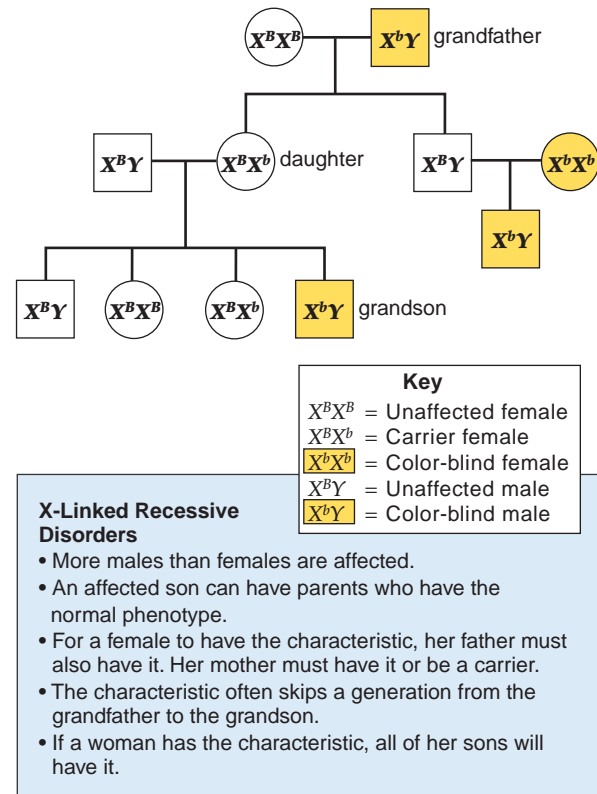 XᴮXᴮ XᵇY grandfather
XᴮY XᴮXᵇ daughter XᴮY XᵇXᵇ
XᵇY
XᴮY XᴮXᴮ XᴮXᵇ XᵇY grandson
Key
XᴮXᴮ = Unaffected female
XᴮXᵇ = Carrier female
XᵇXᵇ = Color-blind female
XᴮY = Unaffected male
XᵇY = Color-blind male
X-Linked Recessive
Disorders
• More males than females are affected.
• An affected son can have parents who have the
normal phenotype.
• For a female to have the characteristic, her father must
also have it. Her mother must have it or be a carrier.
• The characteristic often skips a generation from the
grandfather to the grandson.
• If a woman has the characteristic, all of her sons will
have it.